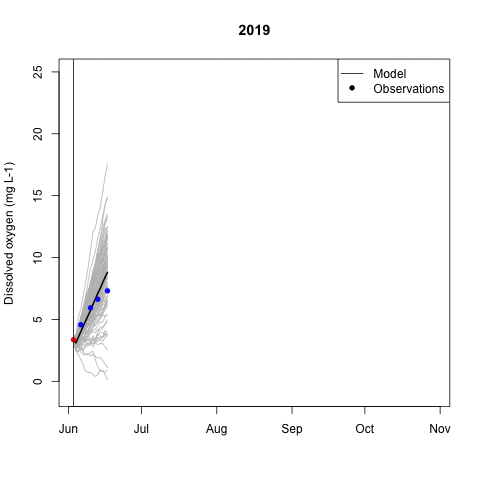 2019
Model
Observations
Dissolved oxygen (mg L-1)
25
20
15
10
5
0
Jun Jul Aug Sep Oct Nov